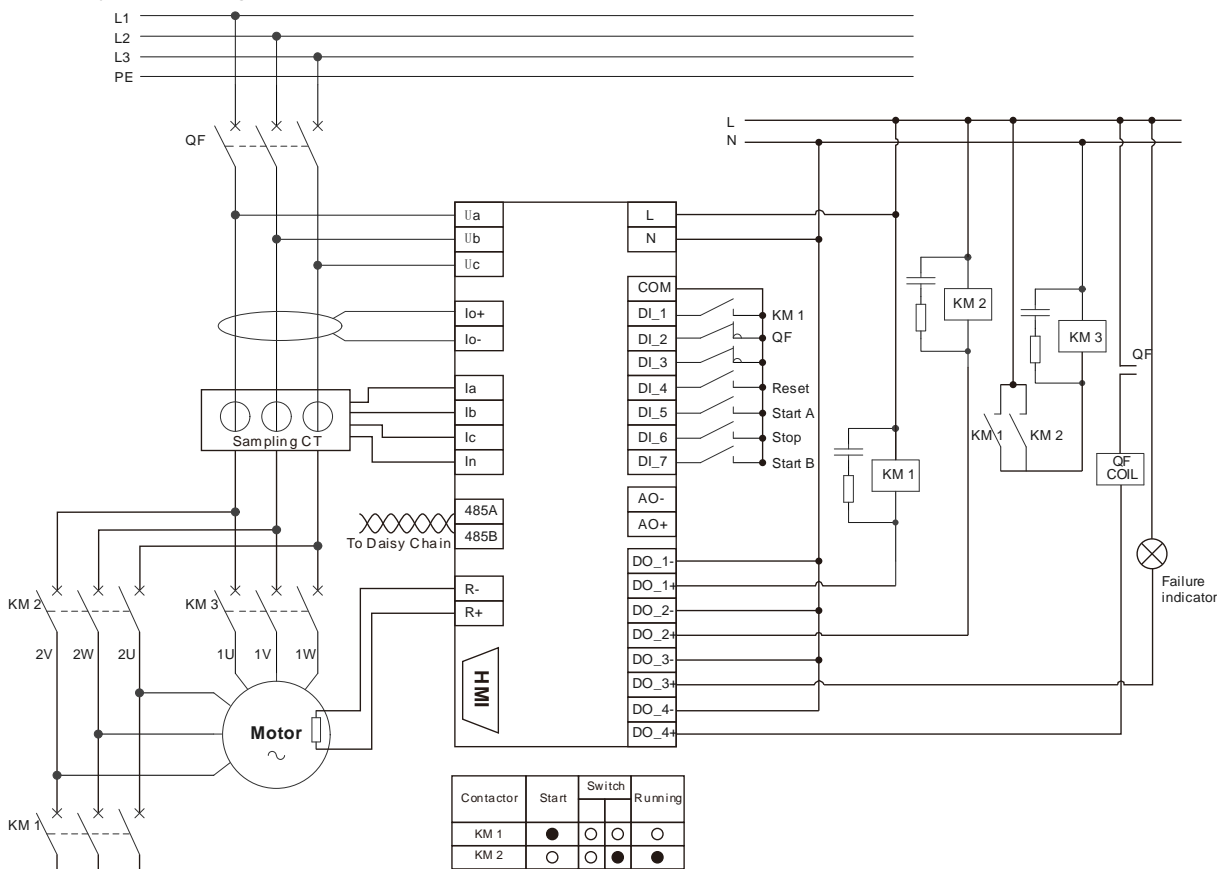 L1
L2
L3
PE
QF
L
N
Ua
Ub
Uc
Io+
Io-
Ia
Ib
Ic
In
Sampling CT
485A
485B
To Daisy Chain
R-
R+
HMI
L
N
COM
DI_1
DI_2
DI_3
DI_4
DI_5
DI_6
DI_7
KM 1
QF
Reset
Start A
Stop
Start B
AO-
AO+
DO_1-
DO_1+
DO_2-
DO_2+
DO_3-
DO_3+
DO_4-
DO_4+
KM 1
KM 2
KM 3
KM 1
KM 2
QF
QF
COIL
Failure
indicator
KM 2
KM 3
2V 2W 2U
1U 1V 1W
Motor
~
KM 1
Contactor Start Switch Running
KM 1
KM 2